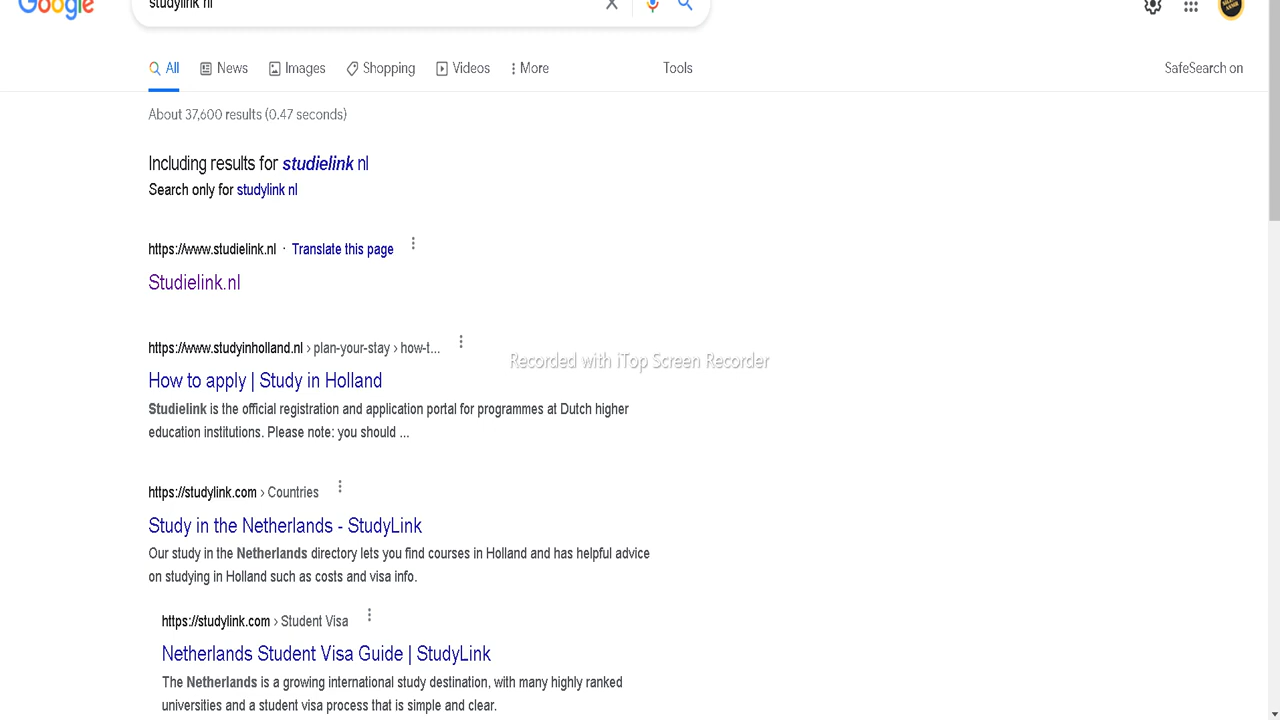 Google
studylink nl
All
News
Images
Shopping
Videos
More
Tools
SafeSearch on
About 37,600 results (0.47 seconds)
Including results for studielink nl
Search only for studylink nl
https://www.studielink.nl · Translate this page
Studielink.nl
https://www.studyinholland.nl › plan-your-stay › how-t...
How to apply | Study in Holland
Recorded with iTop Screen Recorder
Studielink is the official registration and application portal for programmes at Dutch higher
education institutions. Please note: you should ...
https://studylink.com › Countries
Study in the Netherlands - StudyLink
Our study in the Netherlands directory lets you find courses in Holland and has helpful advice
on studying in Holland such as costs and visa info.
https://studylink.com › Student Visa
Netherlands Student Visa Guide | StudyLink
The Netherlands is a growing international study destination, with many highly ranked
universities and a student visa process that is simple and clear.